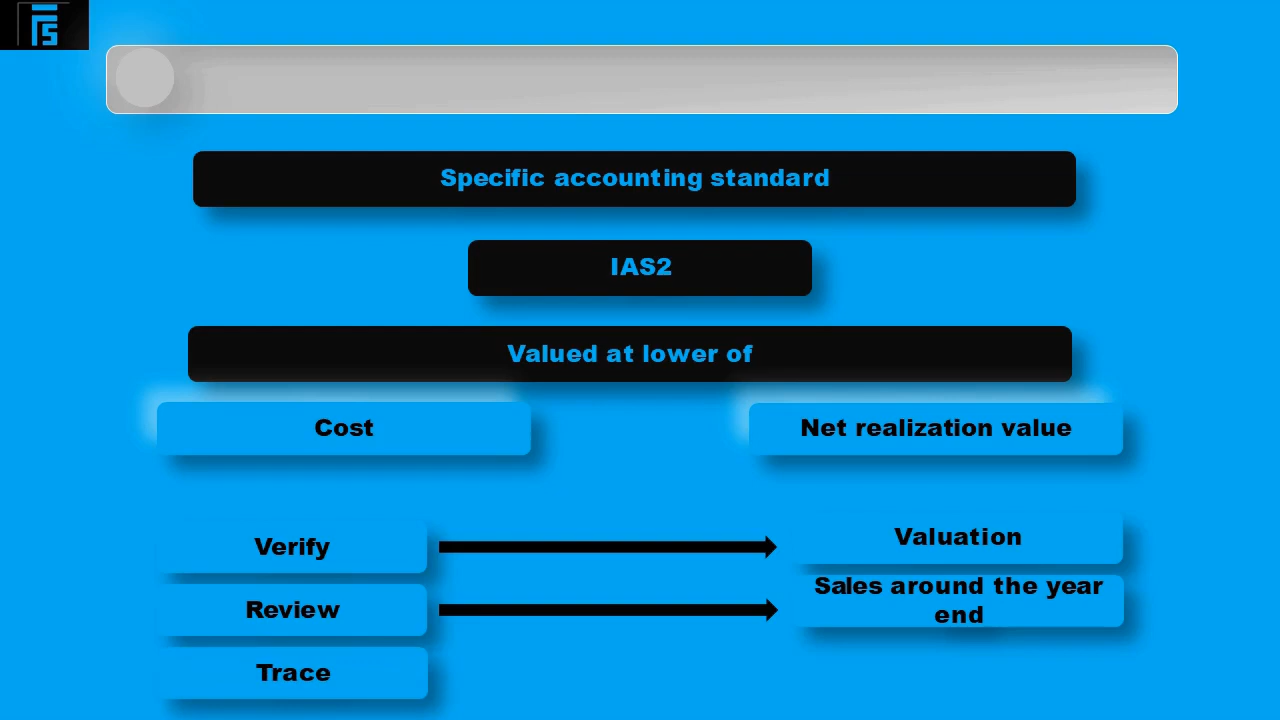 Specific accounting standard
IAS2
Valued at lower of
Cost
Net realization value
Verify
Valuation
Review
Sales around the year
end
Trace